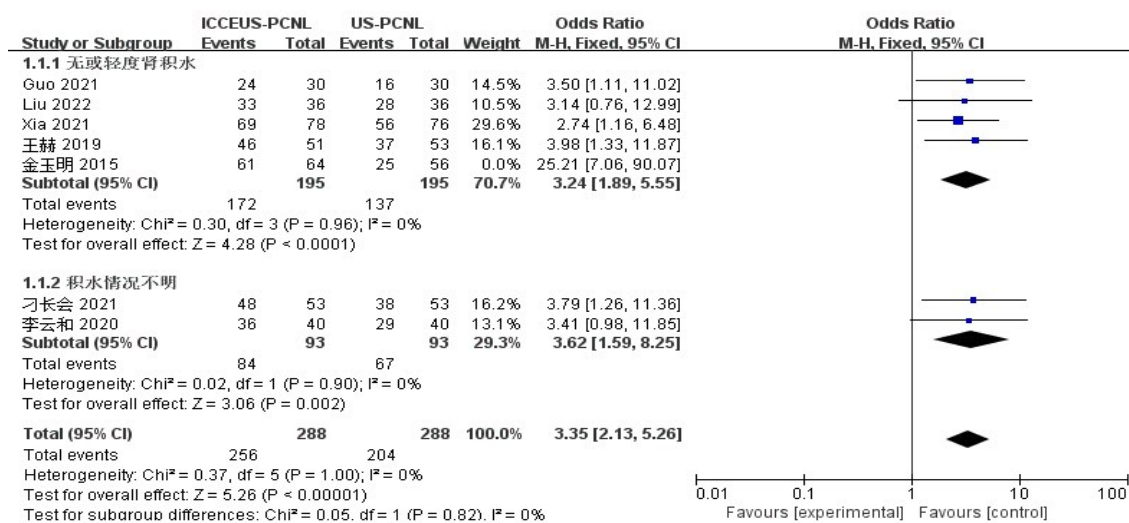 ICCEUS-PCNL US-PCNL Odds Ratio Odds Ratio
Study or Subgroup Events Total Events Total Weight M-H, Fixed, 95% CI M-H, Fixed, 95% CI
1.1.1 无或轻度肾积水
Guo 2021 24 30 16 30 14.5% 3.50 [1.11, 11.02]
Liu 2022 33 36 28 36 10.5% 3.14 [0.76, 12.99]
Xia 2021 69 78 56 76 29.6% 2.74 [1.16, 6.48]
王赫 2019 46 51 37 53 16.1% 3.98 [1.33, 11.87]
金玉明 2015 61 64 25 56 0.0% 25.21 [7.06, 90.07]
Subtotal (95% CI) 195 195 70.7% 3.24 [1.89, 5.55]
Total events 172 137
Heterogeneity: Chi² = 0.30, df = 3 (P = 0.96); I² = 0%
Test for overall effect: Z = 4.28 (P < 0.0001)
1.1.2 积水情况不明
刁长会 2021 48 53 38 53 16.2% 3.79 [1.26, 11.36]
李云和 2020 36 40 29 40 13.1% 3.41 [0.98, 11.85]
Subtotal (95% CI) 93 93 29.3% 3.62 [1.59, 8.25]
Total events 84 67
Heterogeneity: Chi² = 0.02, df = 1 (P = 0.90); I² = 0%
Test for overall effect: Z = 3.06 (P = 0.002)
Total (95% CI) 288 288 100.0% 3.35 [2.13, 5.26]
Total events 256 204
Heterogeneity: Chi² = 0.37, df = 5 (P = 1.00); I² = 0%
Test for overall effect: Z = 5.26 (P < 0.00001)
Test for subgroup differences: Chi² = 0.05, df = 1 (P = 0.82), I² = 0%
0.01 0.1 1 10 100
Favours [experimental] Favours [control]